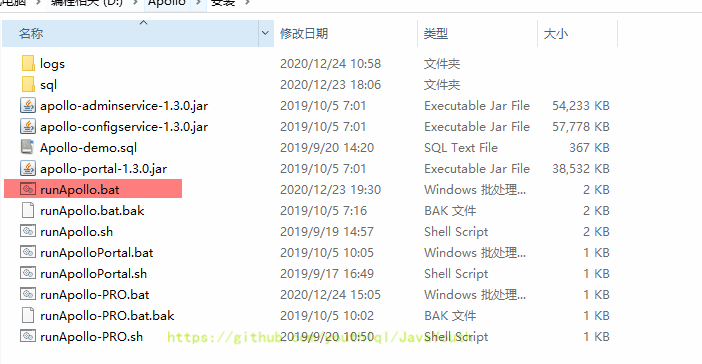 电脑 › 编程相关 (D:) › Apollo › 安装 ›
名称 修改日期 类型 大小
logs 2020/12/24 10:58 文件夹
sql 2020/12/23 18:06 文件夹
apollo-adminservice-1.3.0.jar 2019/10/5 7:01 Executable Jar File 54,233 KB
apollo-configservice-1.3.0.jar 2019/10/5 7:01 Executable Jar File 57,778 KB
Apollo-demo.sql 2019/9/20 14:20 SQL Text File 367 KB
apollo-portal-1.3.0.jar 2019/10/5 7:01 Executable Jar File 38,532 KB
runApollo.bat 2020/12/23 19:30 Windows 批处理... 2 KB
runApollo.bat.bak 2019/10/5 7:16 BAK 文件 2 KB
runApollo.sh 2019/9/19 14:57 Shell Script 2 KB
runApolloPortal.bat 2019/10/5 10:05 Windows 批处理... 1 KB
runApolloPortal.sh 2019/9/17 16:49 Shell Script 1 KB
runApollo-PRO.bat 2020/12/24 15:05 Windows 批处理... 1 KB
runApollo-PRO.bat.bak 2019/10/5 10:02 BAK 文件 1 KB
runApollo-PRO.sh 2019/9/20 10:50 Shell Script 1 KB